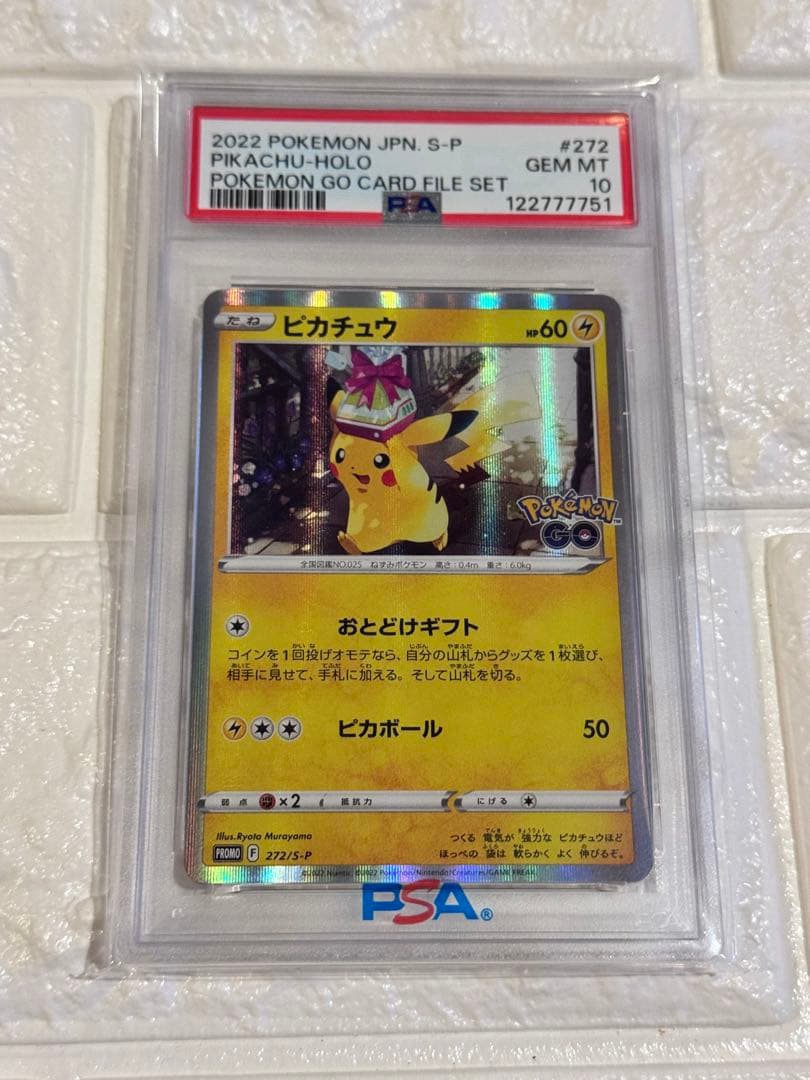 2022 POKEMON JPN. S-P #272
PIKACHU-HOLO GEM MT
POKEMON GO CARD FILE SET 10
PSA 122777751
たね ピカチュウ HP60
Pokémon GO
全国図鑑NO.025 ねずみポケモン 高さ:0.4m 重さ:6.0kg
おとどけギフト
コインを1回投げオモテなら、自分の山札からグッズを1枚選び、
相手に見せて、手札に加える。そして山札を切る。
ピカボール 50
弱点 ×2 抵抗力 にげる
Illus.Ryota Murayama
つくる 電気が 強力な ピカチュウほど
ほっぺの 袋は 軟らかく よく 伸びるぞ。
PROMO F 272/S-P
©2022 Niantic. ©2022 Pokémon/Nintendo/Creatures/GAME FREAK
PSA®